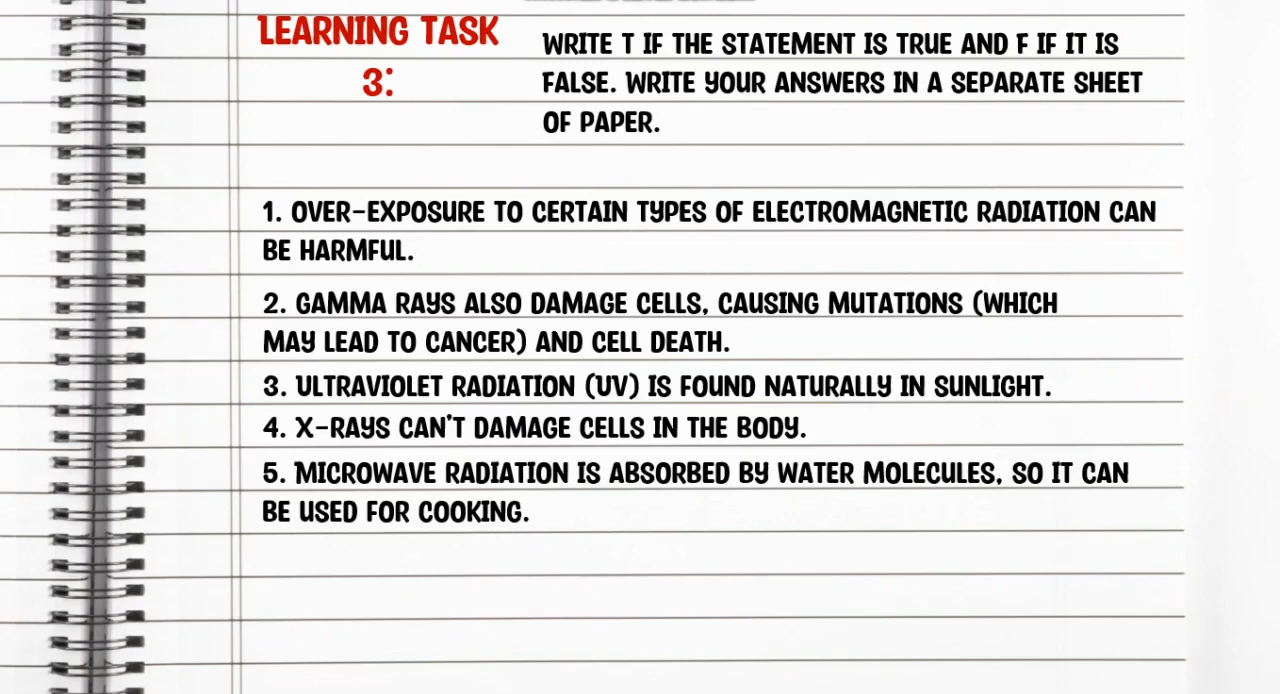 LEARNING TASK
3:
WRITE T IF THE STATEMENT IS TRUE AND F IF IT IS
FALSE. WRITE YOUR ANSWERS IN A SEPARATE SHEET
OF PAPER.
1. OVER-EXPOSURE TO CERTAIN TYPES OF ELECTROMAGNETIC RADIATION CAN
BE HARMFUL.
2. GAMMA RAYS ALSO DAMAGE CELLS, CAUSING MUTATIONS (WHICH
MAY LEAD TO CANCER) AND CELL DEATH.
3. ULTRAVIOLET RADIATION (UV) IS FOUND NATURALLY IN SUNLIGHT.
4. X-RAYS CAN'T DAMAGE CELLS IN THE BODY.
5. MICROWAVE RADIATION IS ABSORBED BY WATER MOLECULES, SO IT CAN
BE USED FOR COOKING.